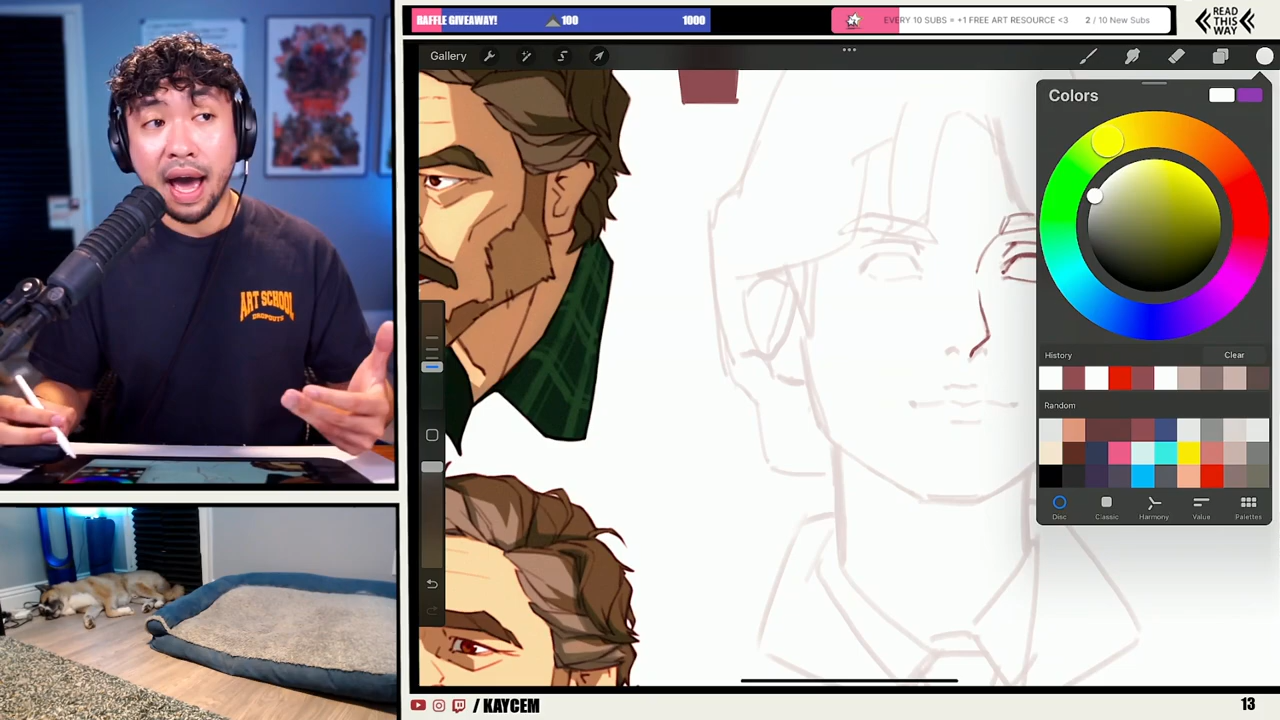 RAFFLE GIVEAWAY!
100
1000
EVERY 10 SUBS = +1 FREE ART RESOURCE <3
2 / 10 New Subs
READ
THIS
WAY
Gallery
Colors
ART SCHOOL
DROPOUTS
History
Clear
Random
Disc
Classic
Harmony
Value
Palettes
/ KAYCEM
13